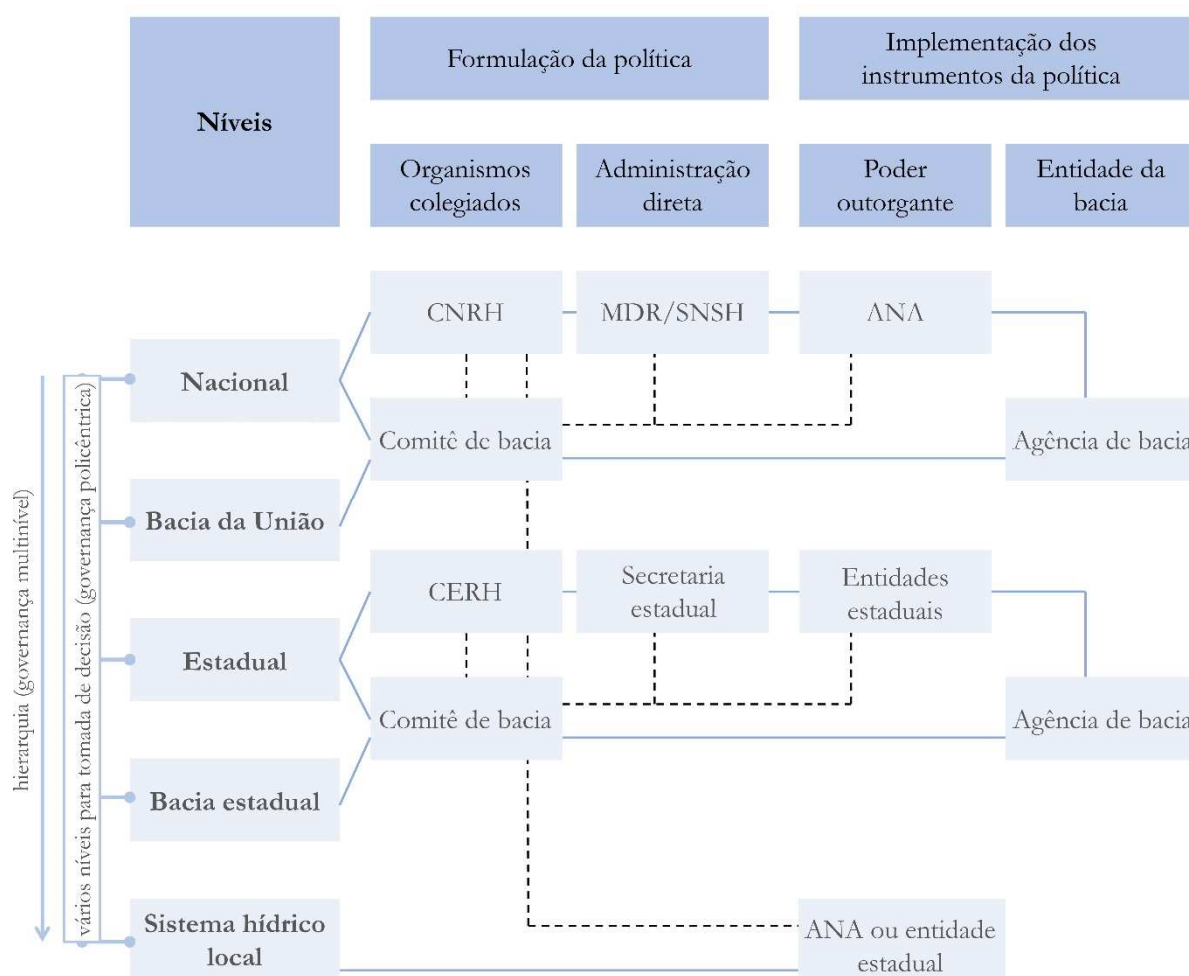 Níveis
Formulação da política
Implementação dos
instrumentos da política
Organismos
colegiados
Administração
direta
Poder
outorgante
Entidade da
bacia
hierarquia (governança multinível)
vários níveis para tomada de decisão (governança policêntrica)
Nacional
CNRH
MDR/SNSH
ANA
Comitê de bacia
Agência de bacia
Bacia da União
CERH
Secretaria
estadual
Entidades
estaduais
Estadual
Comitê de bacia
Agência de bacia
Bacia estadual
Sistema hídrico
local
ANA ou entidade
estadual